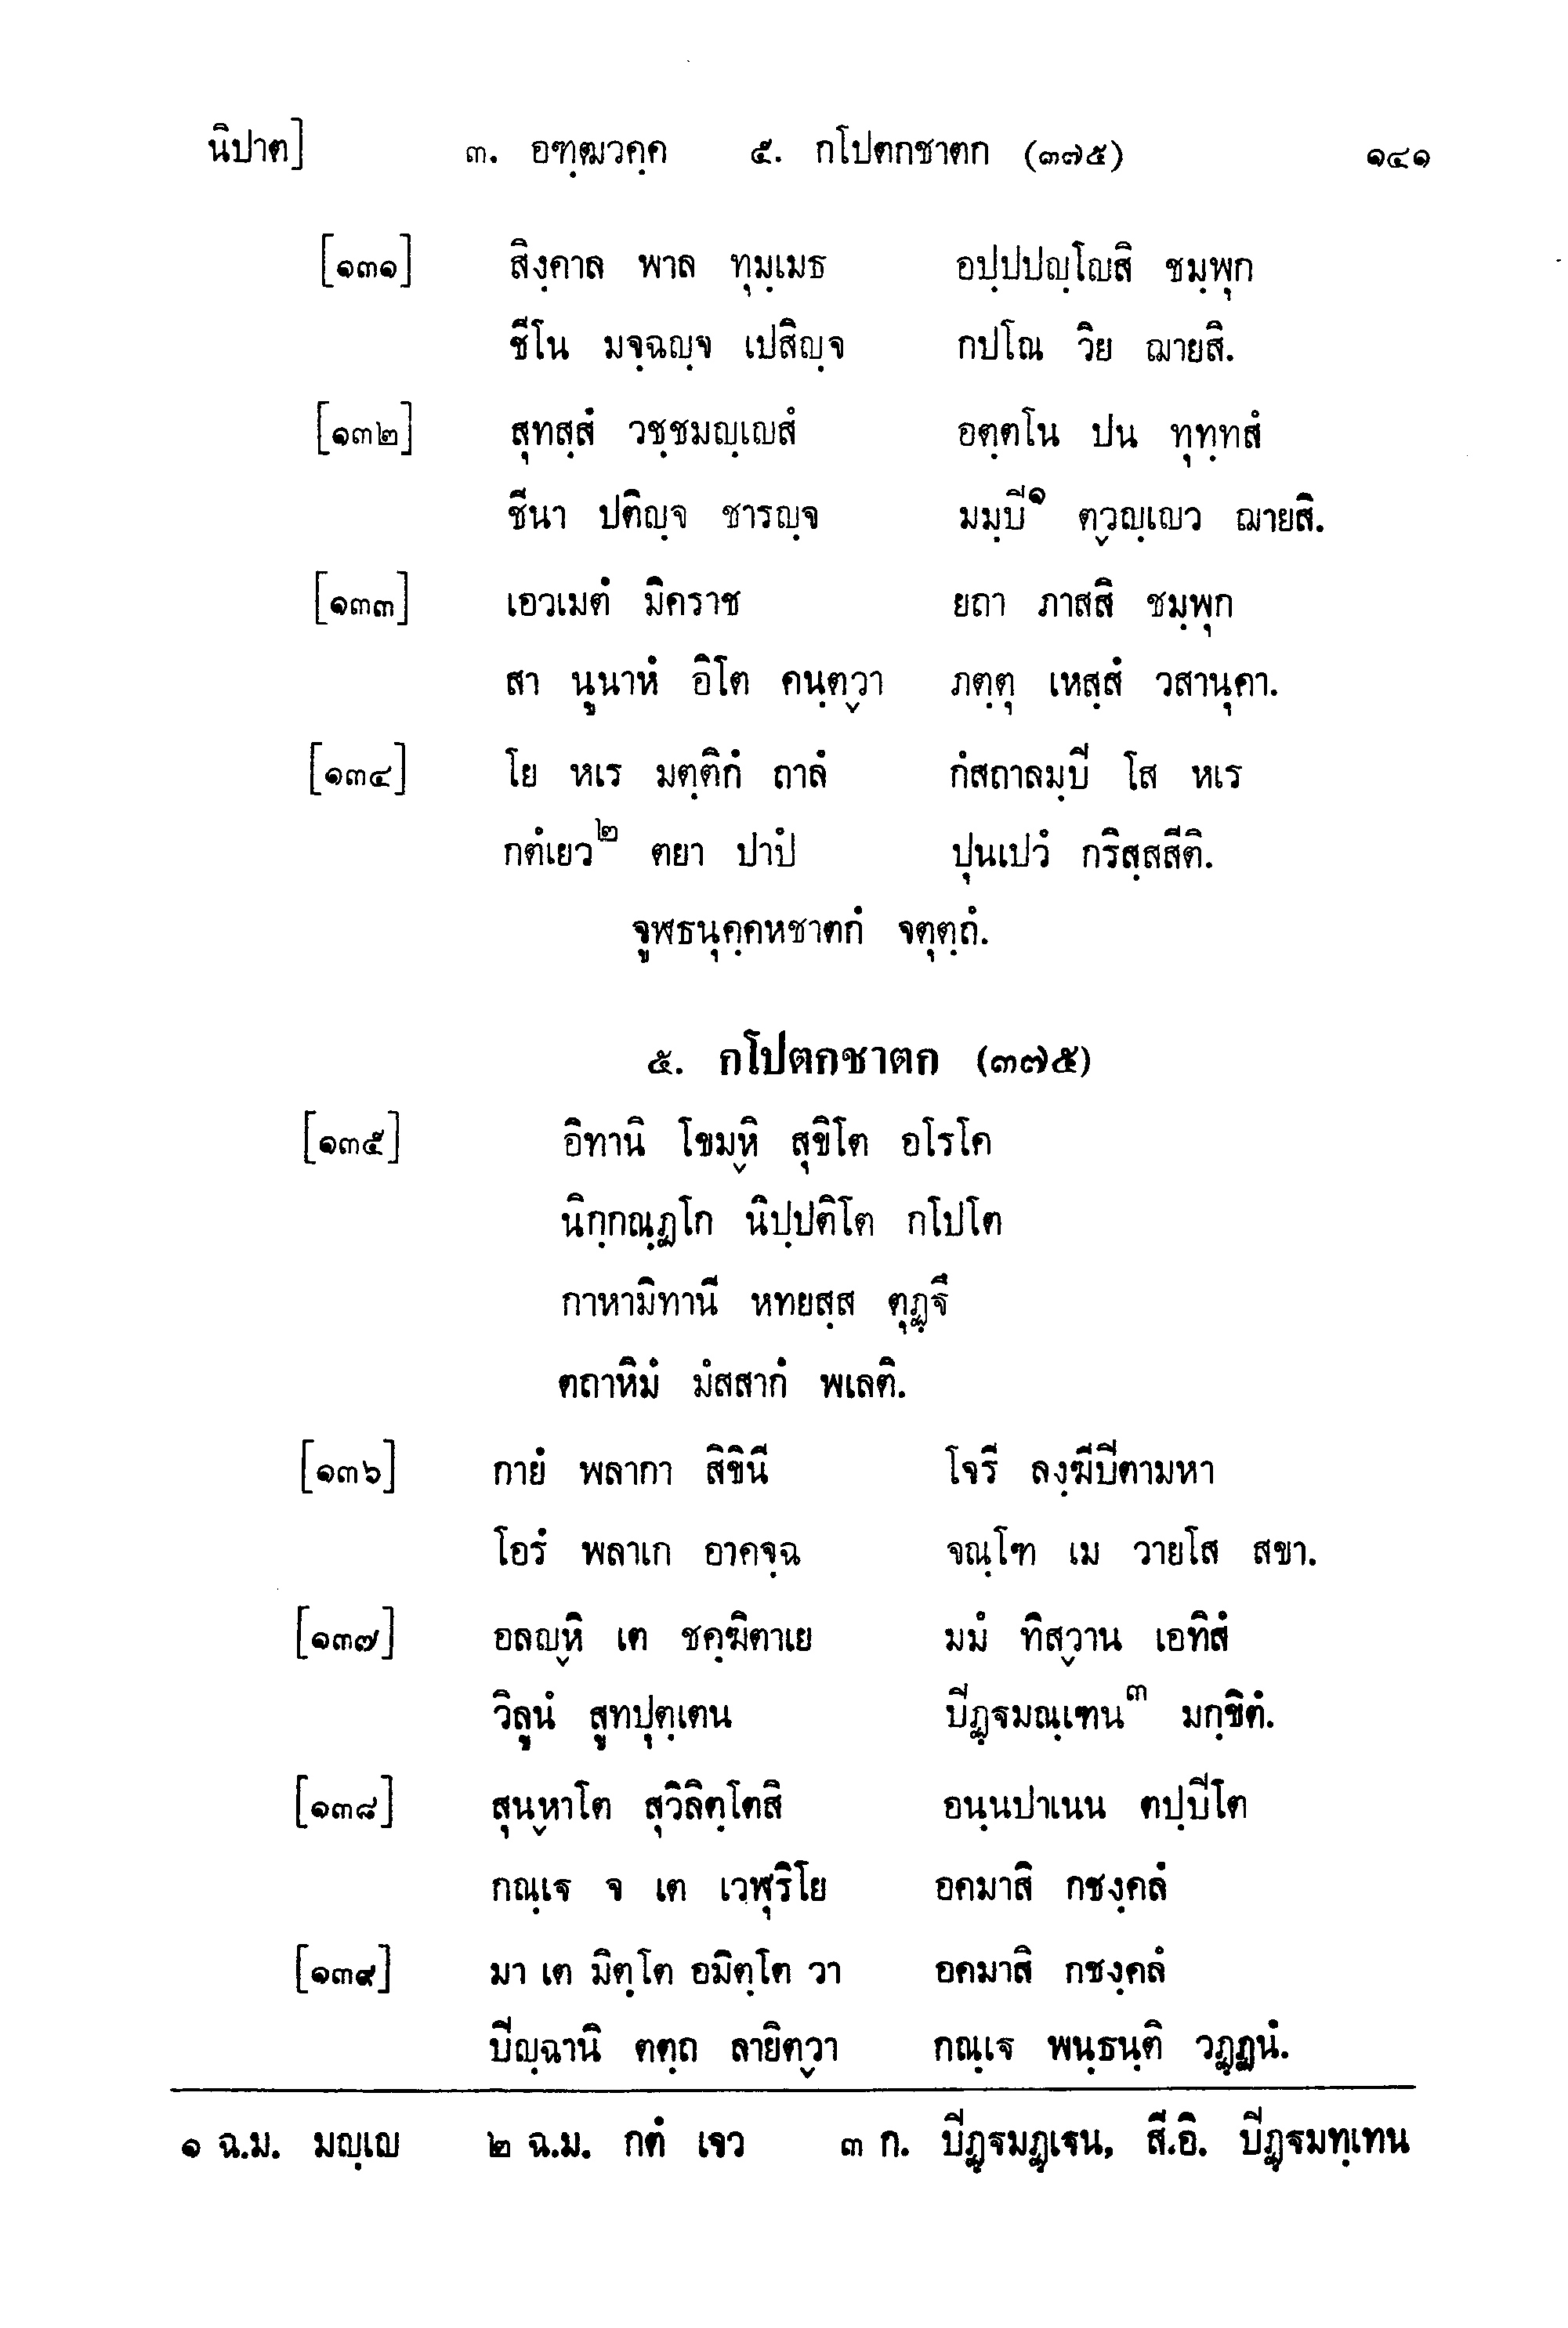 นิปาต] ๓. อฑฺฒวคฺค ๕. กโปตกชาตก (๓๗๕) ๑๔๑
[๑๓๑] สิงฺคาล พาล ทุมฺเมธ อปฺปปญฺโญสิ ชมฺพุก
ชีโน มจฺฉญฺจ เปสิญฺจ กปโณ วิย ฌายสิ.
[๑๓๒] สุทสฺสํ วชฺชมญฺเญสํ อตฺตโน ปน ทุทฺทสํ
ชีนา ปติญฺจ ชารญฺจ มมฺปิ๑ ตฺวญฺเญว ฌายสิ.
[๑๓๓] เอวเมตํ มิคราช ยถา ภาสสิ ชมฺพุก
สา นูนาหํ อิโต คนฺตฺวา ภตฺตุ เหสฺสํ วสานุคา.
[๑๓๔] โย หเร มตฺติกํ ถาลํ กํสถาลมฺปิ โส หเร
กตํเยว๒ ตยา ปาปํ ปุนเปวํ กริสฺสสีติ.
จูฬธนุคฺคหชาตกํ จตุตฺถํ.
๕. กโปตกชาตก (๓๗๕)
[๑๓๕] อิทานิ โขมฺหิ สุขิโต อโรโค
นิกฺกณฺฏโก นิปฺปติโต กโปโต
กาหามิทานี หทยสฺส ตุฏฺฐึ
ตถาหิมํ มํสสากํ พเลติ.
[๑๓๖] กายํ พลากา สิขินี โจรี ลงฺฆีปิตามหา
โอรํ พลาเก อาคจฺฉ จณฺโฑ เม วายโส สขา.
[๑๓๗] อลญฺหิ เต ชคฺฆิตาเย มมํ ทิสฺวาน เอทิสํ
วิลูนํ สูทปุตฺเตน ปิฏฺฐมณฺเฑน๓ มกฺขิตํ.
[๑๓๘] สุนฺหาโต สุวิลิตฺโตสิ อนฺนปาเนน ตปฺปิโต
กณฺเฐ จ เต เวฬุริโย อคมาสิ กชงฺคลํ
[๑๓๙] มา เต มิตฺโต อมิตฺโต วา อคมาสิ กชงฺคลํ
ปิญฺฉานิ ตตฺถ ลายิตฺวา กณฺเฐ พนฺธนฺติ วฏฺฏนํ.
๑ ฉ.ม. มญฺเญ ๒ ฉ.ม. กตํ เจว ๓ ก. ปิฏฺฐมฏฺเฐน, สี.อิ. ปิฏฺฐมทฺเทน